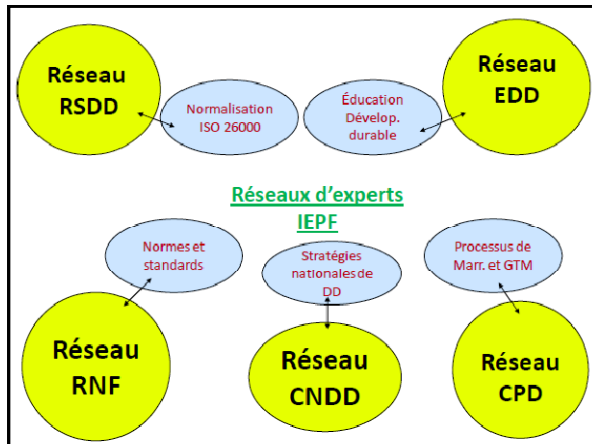 Réseau
RSDD
Normalisation
ISO 26000
Éducation
Dévelop.
durable
Réseau
EDD
Réseaux d'experts
IEPF
Normes et
standards
Stratégies
nationales de
DD
Processus de
Marr. et GTM
Réseau
RNF
Réseau
CNDD
Réseau
CPD